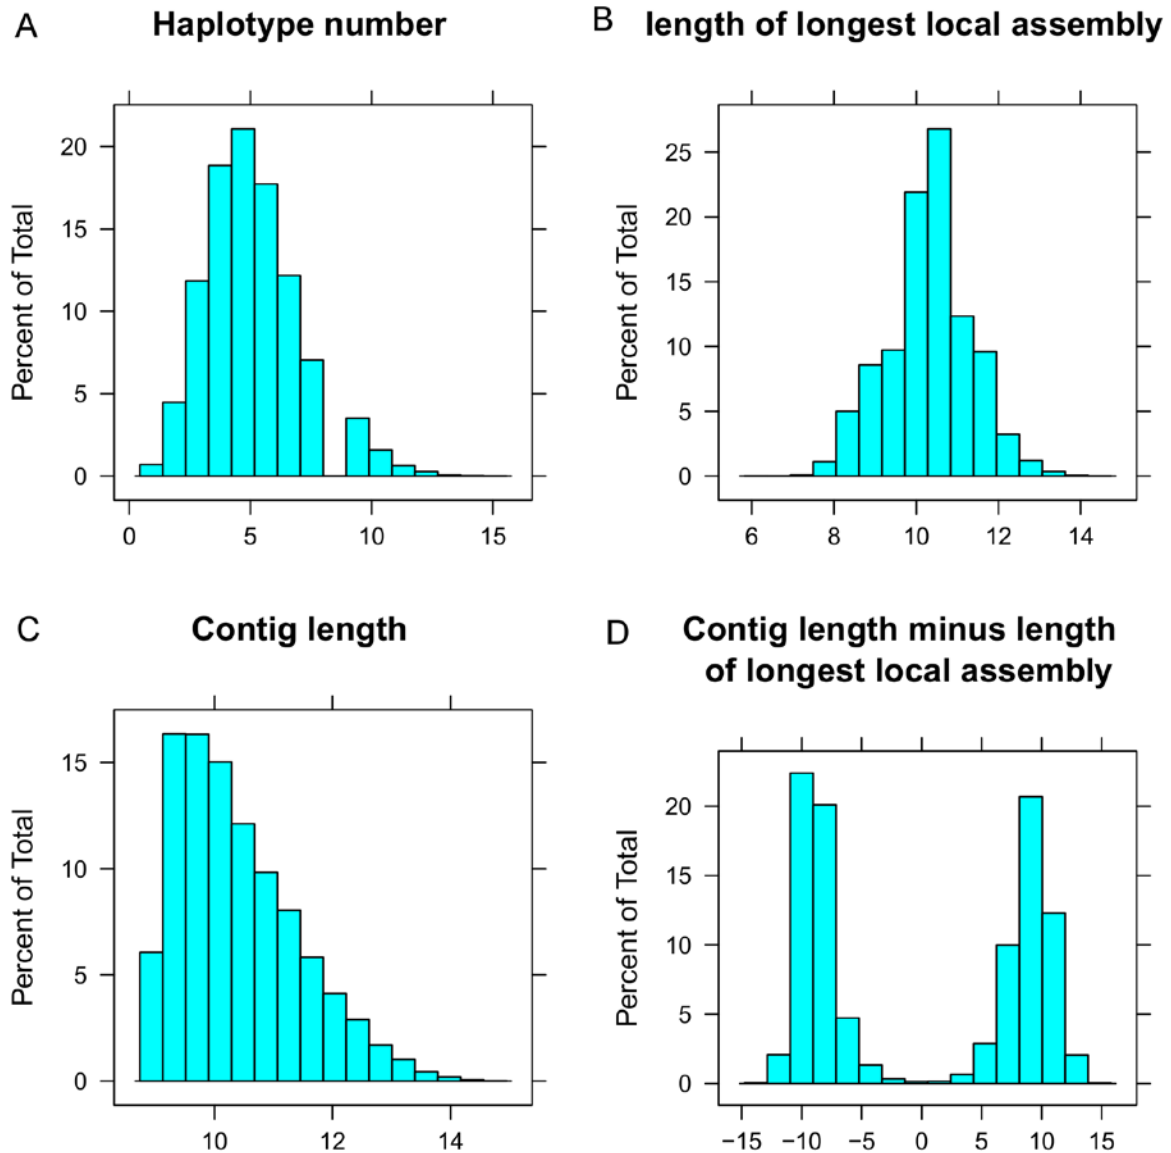 A
Haplotype number
Percent of Total
20
15
10
5
0
0 5 10 15
B
length of longest local assembly
Percent of Total
25
20
15
10
5
0
6 8 10 12 14
C
Contig length
Percent of Total
15
10
5
0
10 12 14
D
Contig length minus length
of longest local assembly
Percent of Total
20
15
10
5
0
−15 −10 −5 0 5 10 15